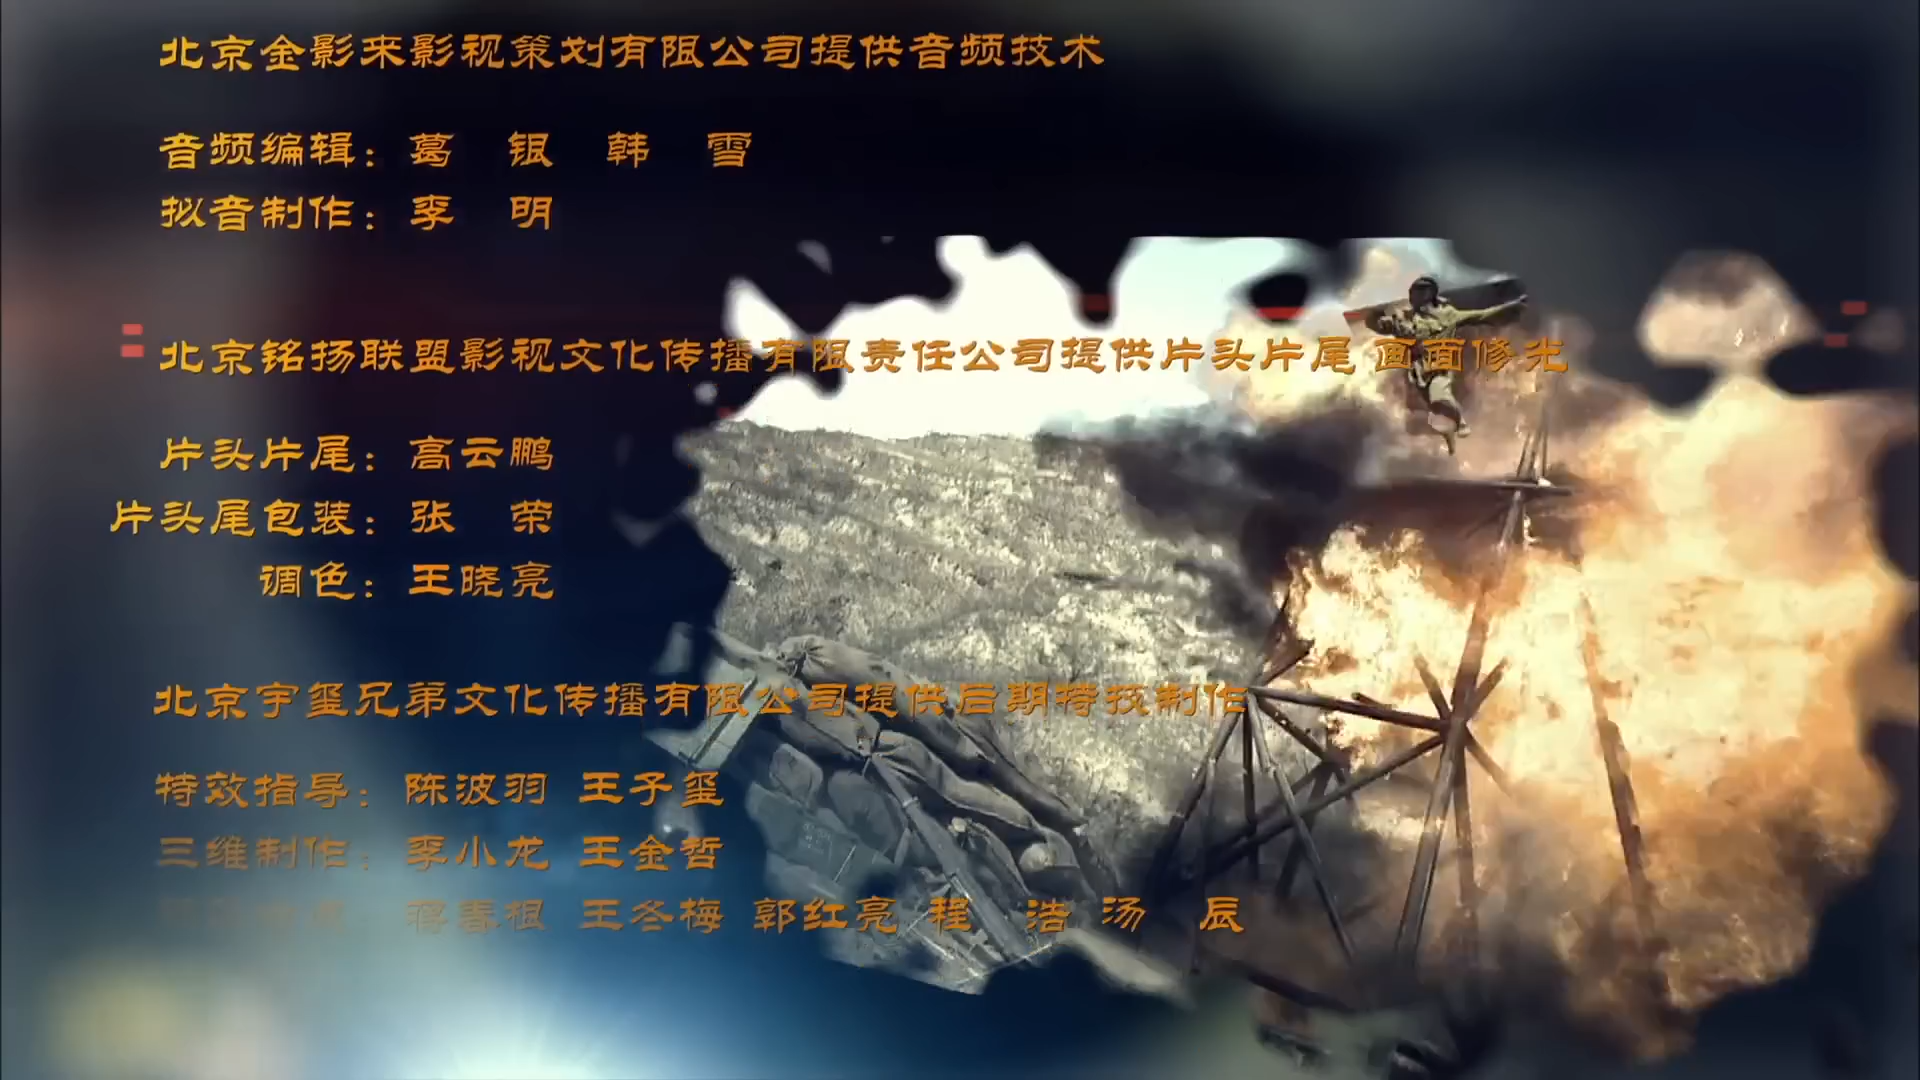 北京金影来影视策划有限公司提供音频技术
音频编辑：葛　银　韩　雪
拟音制作：李　明
北京铭扬联盟影视文化传播有限责任公司提供片头片尾 画面修光
片头片尾：高云鹏
片头尾包装：张　荣
调色：王晓亮
北京宇玺兄弟文化传播有限公司提供后期特技制作
特效指导：陈波羽　王子玺
三维制作：李小龙　王金哲
蒋春根　王冬梅　郭红亮　程　浩　汤　辰